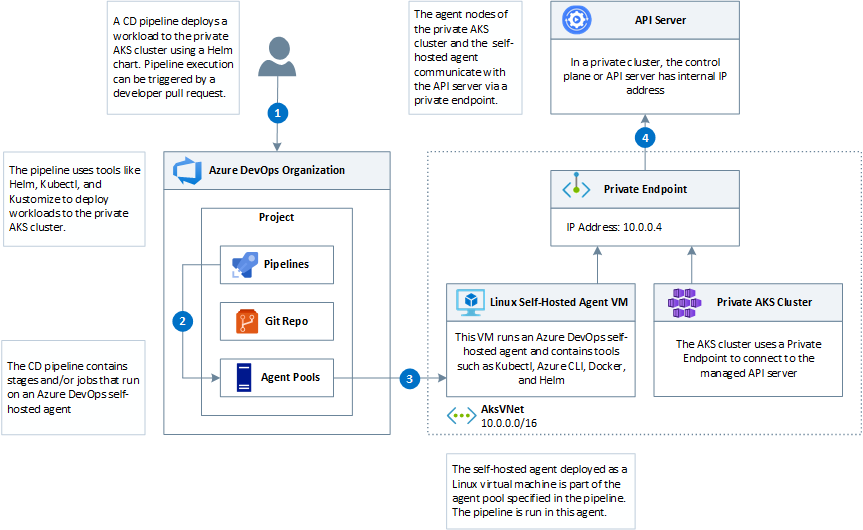 A CD pipeline deploys a
workload to the private
AKS cluster using a Helm
chart. Pipeline execution
can be triggered by a
developer pull request.
The agent nodes of
the private AKS
cluster and the self-
hosted agent
communicate with
the API server via a
private endpoint.
API Server
In a private cluster, the control
plane or API server has internal IP
address
1
4
The pipeline uses tools like
Helm, Kubectl, and
Kustomize to deploy
workloads to the private
AKS cluster.
Azure DevOps Organization
Project
Pipelines
Git Repo
Agent Pools
2
3
Private Endpoint
IP Address: 10.0.0.4
Linux Self-Hosted Agent VM
This VM runs an Azure DevOps self-
hosted agent and contains tools
such as Kubectl, Azure CLI, Docker,
and Helm
Private AKS Cluster
The AKS cluster uses a Private
Endpoint to connect to the
managed API server
The CD pipeline contains
stages and/or jobs that run
on an Azure DevOps self-
hosted agent
AksVNet
10.0.0.0/16
The self-hosted agent deployed as a
Linux virtual machine is part of the
agent pool specified in the pipeline.
The pipeline is run in this agent.